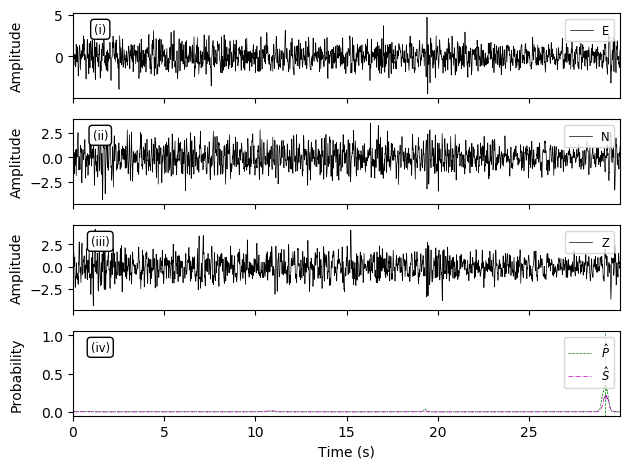 Amplitude
5
0
(i)
E
Amplitude
2.5
0.0
−2.5
(ii)
N
Amplitude
2.5
0.0
−2.5
(iii)
Z
Probability
1.0
0.5
0.0
(iv)
P̂
Ŝ
0 5 10 15 20 25
Time (s)